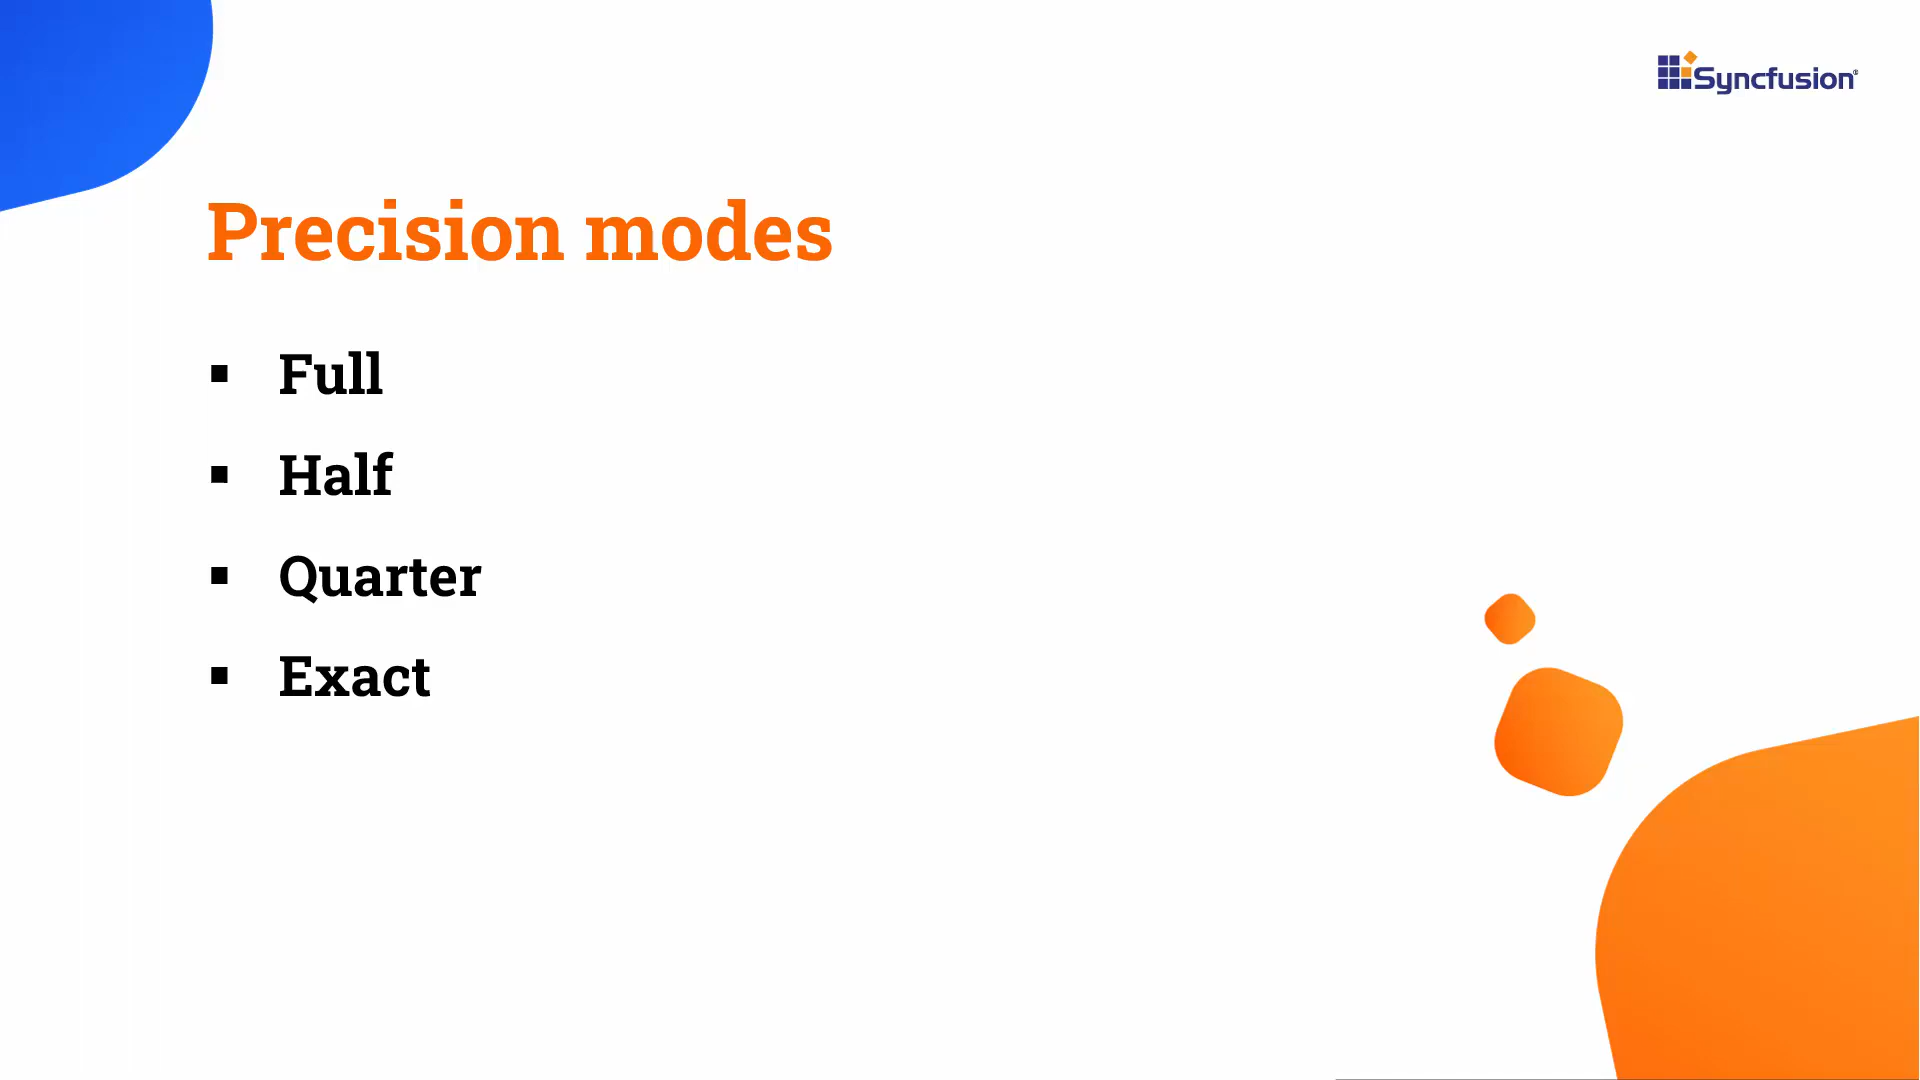 Syncfusion®
Precision modes
▪ Full
▪ Half
▪ Quarter
▪ Exact